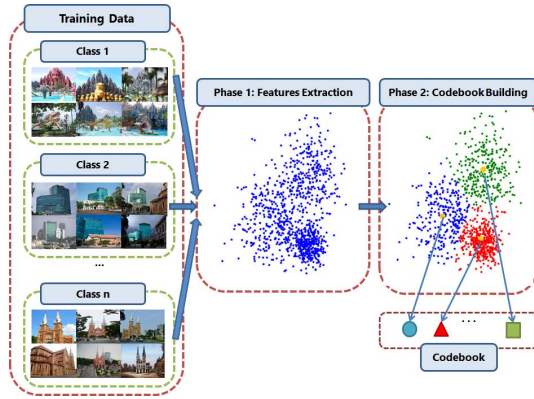 Training Data
Class 1
Class 2
...
Class n
Phase 1: Features Extraction
Phase 2: Codebook Building
...
Codebook